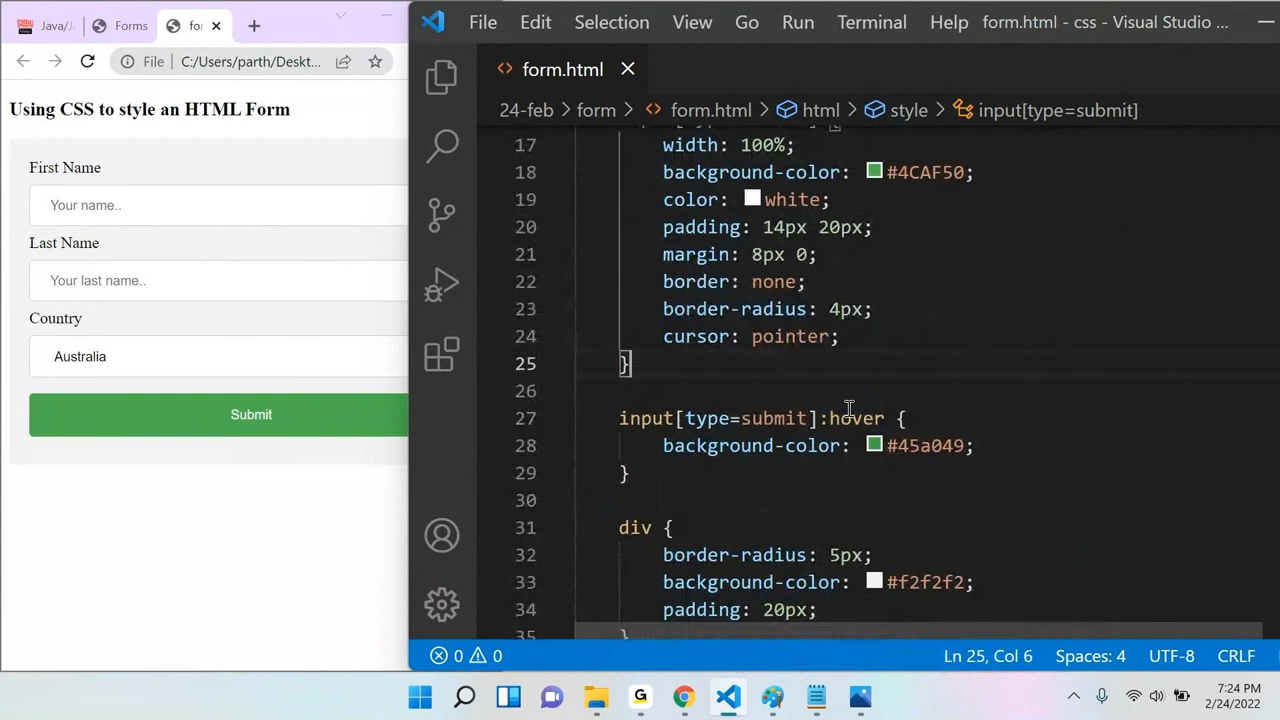 Java/J
Forms
for
File C:/Users/parth/Deskt...
Using CSS to style an HTML Form
First Name
Your name..
Last Name
Your last name..
Country
Australia
Submit
File Edit Selection View Go Run Terminal Help form.html - css - Visual Studio ...
form.html
24-feb > form > form.html > html > style > input[type=submit]
17 width: 100%;
18 background-color: #4CAF50;
19 color: white;
20 padding: 14px 20px;
21 margin: 8px 0;
22 border: none;
23 border-radius: 4px;
24 cursor: pointer;
25 }
26
27 input[type=submit]:hover {
28 background-color: #45a049;
29 }
30
31 div {
32 border-radius: 5px;
33 background-color: #f2f2f2;
34 padding: 20px;
35 }
0 0 Ln 25, Col 6 Spaces: 4 UTF-8 CRLF
7:24 PM
2/24/2022